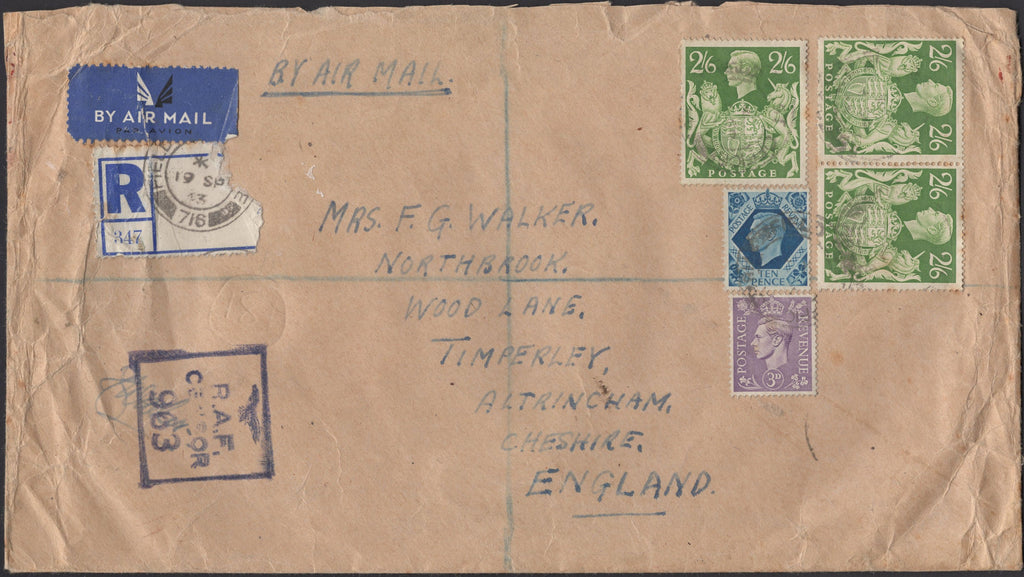 BY AIR MAIL
PAR AVION
BY AIR MAIL.
R
347
FIEL
19 SP
43
716
MRS. F. G. WALKER.
NORTHBROOK.
WOOD LANE.
TIMPERLEY,
ALTRINCHAM,
CHESHIRE.
ENGLAND.
R.A.F.
CENSOR
963
2/6 2/6
POSTAGE
2/6 2/6
POSTAGE
2/6 2/6
POSTAGE
POSTAGE
TEN
PENCE
POSTAGE REVENUE
3D